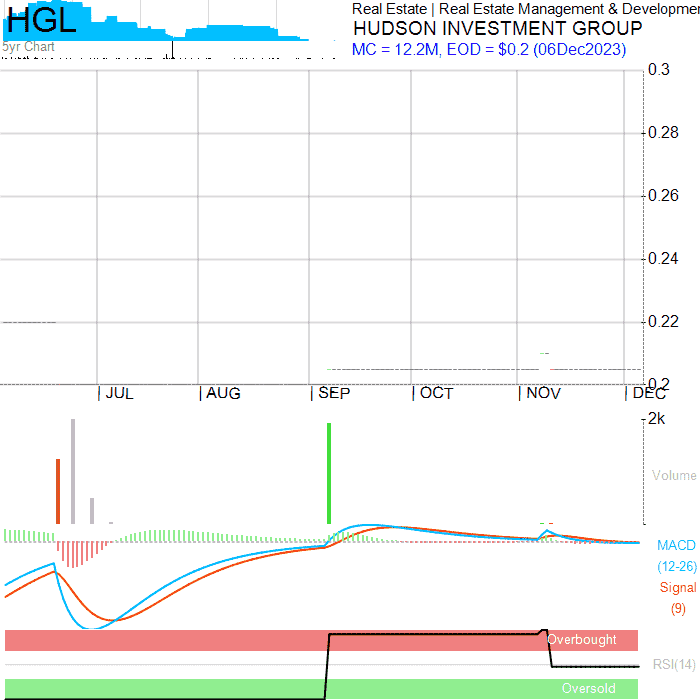 HGL
5yr Chart
Real Estate | Real Estate Management & Developmen
HUDSON INVESTMENT GROUP
MC = 12.2M, EOD = $0.2 (06Dec2023)
0.3
0.28
0.26
0.24
0.22
0.2
| JUL | AUG | SEP | OCT | NOV | DEC
2k
Volume
MACD
(12-26)
Signal
(9)
Overbought
RSI(14)
Oversold